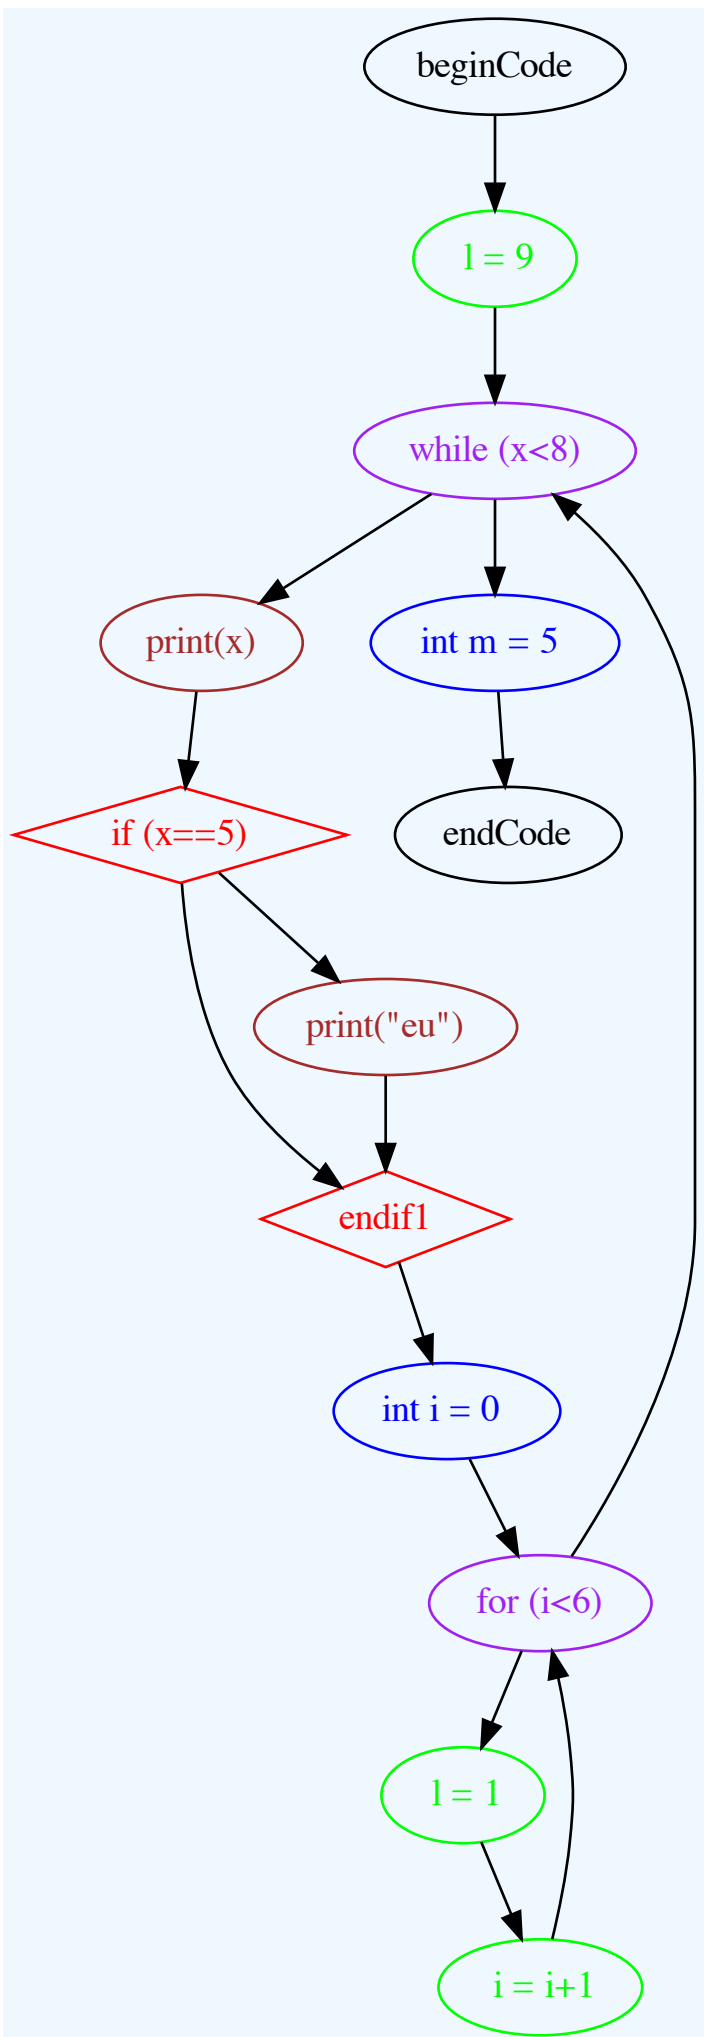 beginCode
l = 9
while (x<8)
print(x)
int m = 5
if (x==5)
endCode
print("eu")
endif1
int i = 0
for (i<6)
l = 1
i = i+1